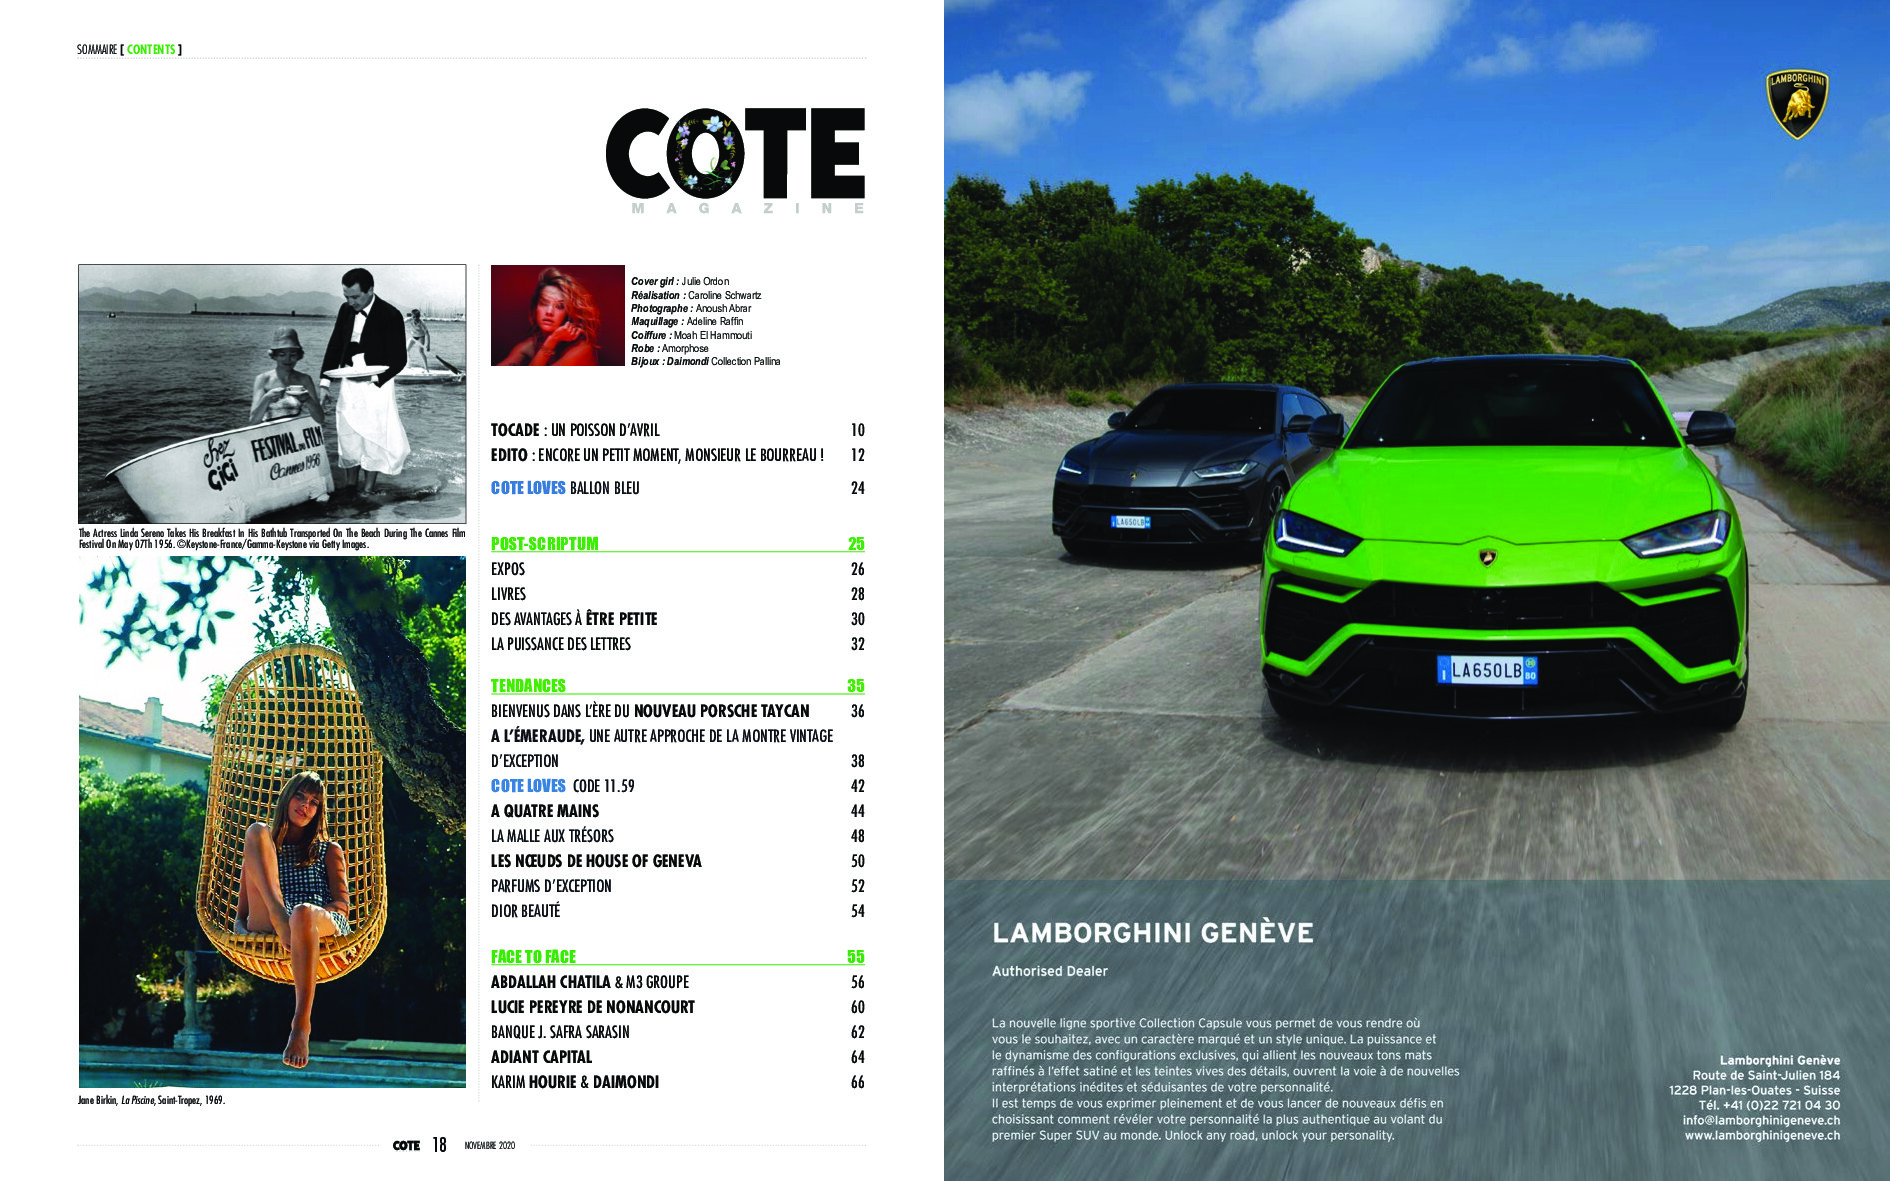 SOMMAIRE [ CONTENTS ]
COTE
MAGAZINE
chez
GIGI
FESTIVAL DU FILM
Cannes 1956
The Actress Linda Sereno Takes His Breakfast In His Bathtub Transported On The Beach During The Cannes Film
Festival On May 07Th 1956. ©Keystone-France/Gamma-Keystone via Getty Images.
Jane Birkin, La Piscine, Saint-Tropez, 1969.
Cover girl : Julie Ordon
Réalisation : Caroline Schwartz
Photographe : Anoush Abrar
Maquillage : Adeline Raffin
Coiffure : Moah El Hammouti
Robe : Amorphose
Bijoux : Daimondi Collection Pallina
TOCADE : UN POISSON D'AVRIL 10
EDITO : ENCORE UN PETIT MOMENT, MONSIEUR LE BOURREAU ! 12
COTE LOVES BALLON BLEU 24
POST-SCRIPTUM 25
EXPOS 26
LIVRES 28
DES AVANTAGES À ÊTRE PETITE 30
LA PUISSANCE DES LETTRES 32
TENDANCES 35
BIENVENUS DANS L'ÈRE DU NOUVEAU PORSCHE TAYCAN 36
A L'ÉMERAUDE, UNE AUTRE APPROCHE DE LA MONTRE VINTAGE
D'EXCEPTION 38
COTE LOVES CODE 11.59 42
A QUATRE MAINS 44
LA MALLE AUX TRÉSORS 48
LES NŒUDS DE HOUSE OF GENEVA 50
PARFUMS D'EXCEPTION 52
DIOR BEAUTÉ 54
FACE TO FACE 55
ABDALLAH CHATILA & M3 GROUPE 56
LUCIE PEREYRE DE NONANCOURT 60
BANQUE J. SAFRA SARASIN 62
ADIANT CAPITAL 64
KARIM HOURIE & DAIMONDI 66
COTE 18 NOVEMBRE 2020
LAMBORGHINI
LA650LB
I LA650LB BO
LAMBORGHINI GENÈVE
Authorised Dealer
La nouvelle ligne sportive Collection Capsule vous permet de vous rendre où
vous le souhaitez, avec un caractère marqué et un style unique. La puissance et
le dynamisme des configurations exclusives, qui allient les nouveaux tons mats
raffinés à l'effet satiné et les teintes vives des détails, ouvrent la voie à de nouvelles
interprétations inédites et séduisantes de votre personnalité.
Il est temps de vous exprimer pleinement et de vous lancer de nouveaux défis en
choisissant comment révéler votre personnalité la plus authentique au volant du
premier Super SUV au monde. Unlock any road, unlock your personality.
Lamborghini Genève
Route de Saint-Julien 184
1228 Plan-les-Ouates - Suisse
Tél. +41 (0)22 721 04 30
info@lamborghinigeneve.ch
www.lamborghinigeneve.ch